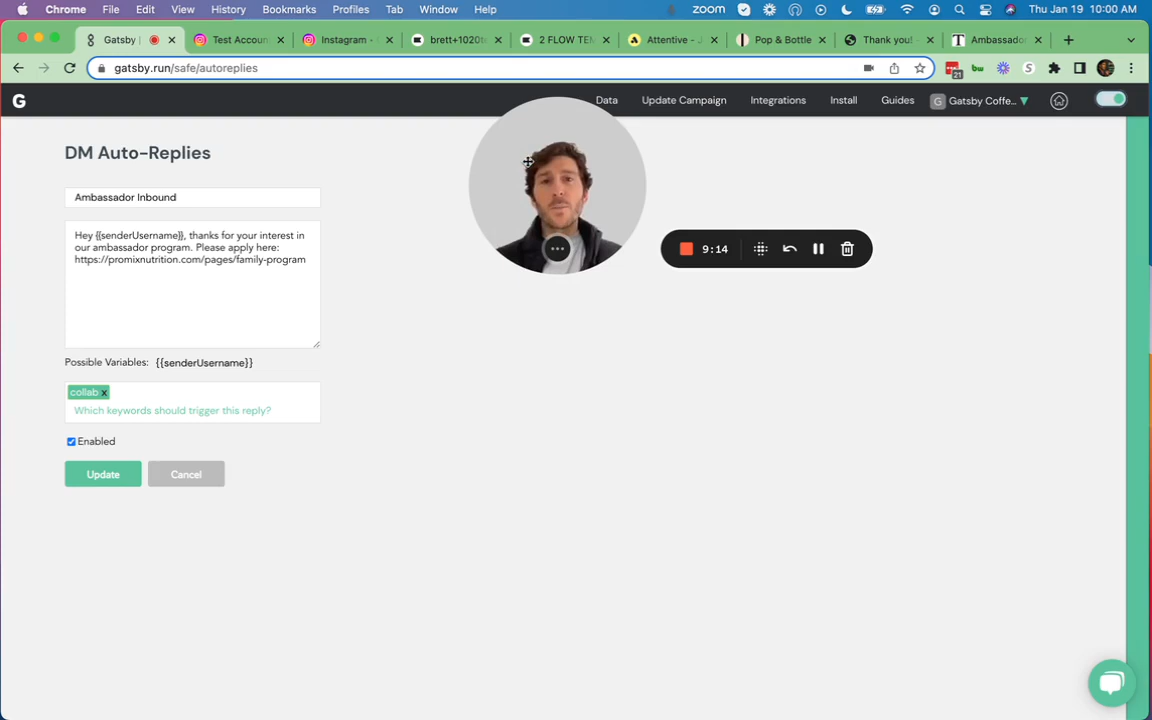 Chrome File Edit View History Bookmarks Profiles Tab Window Help zoom Thu Jan 19 10:00 AM
Gatsby Test Accoun Instagram - brett+1020t 2 FLOW TEM Attentive - J Pop & Bottle Thank you! - Ambassado
gatsby.run/safe/autoreplies 21
G Data Update Campaign Integrations Install Guides G Gatsby Coffe...
DM Auto-Replies
Ambassador Inbound
Hey {{senderUsername}}, thanks for your interest in
our ambassador program. Please apply here:
https://promixnutrition.com/pages/family-program
9:14
Possible Variables: {{senderUsername}}
collab x
Which keywords should trigger this reply?
Enabled
Update Cancel